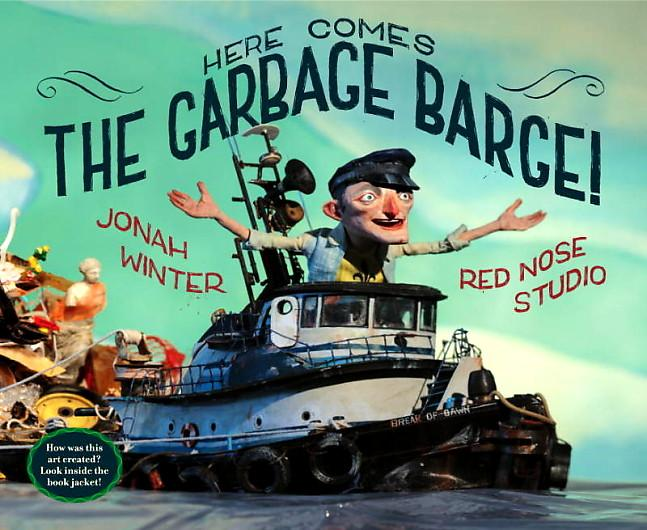 HERE COMES
THE GARBAGE BARGE!
JONAH
WINTER
RED NOSE
STUDIO
BREAK OF DAWN
How was this
art created?
Look inside the
book jacket!